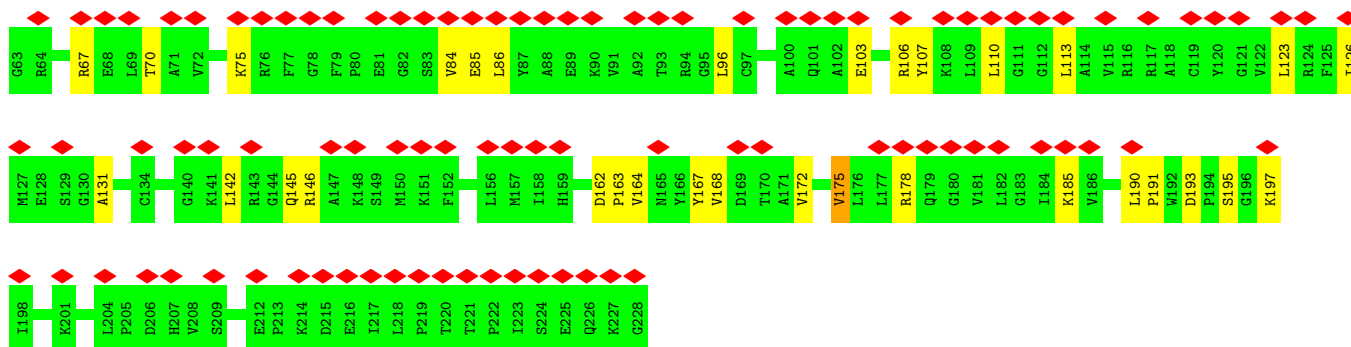 G63 R64 R67 E68 L69 T70 A71 V72 K75 R76 F77 G78 F79 P80 E81 G82 S83 V84 E85 L86 Y87 A88 E89 K90 V91 A92 T93 R94 G95 L96 C97 A100 Q101 A102 E103 R106 Y107 K108 L109 L110 G111 G112 L113 A114 V115 R116 R117 A118 C119 Y120 G121 V122 L123 R124 F125 I126
M127 E128 S129 G130 A131 C134 G140 K141 L142 R143 G144 Q145 R146 A147 K148 S149 M150 K151 F152 L156 M157 I158 H159 D162 P163 V164 N165 Y166 Y167 V168 D169 T170 A171 V172 V175 L176 L177 R178 Q179 G180 V181 L182 G183 I184 K185 V186 L190 P191 W192 D193 P194 S195 G196 K197
I198 K201 L204 P205 D206 H207 V208 S209 E212 P213 K214 D215 E216 I217 L218 P219 T220 T221 P222 I223 S224 E225 Q226 K227 G228